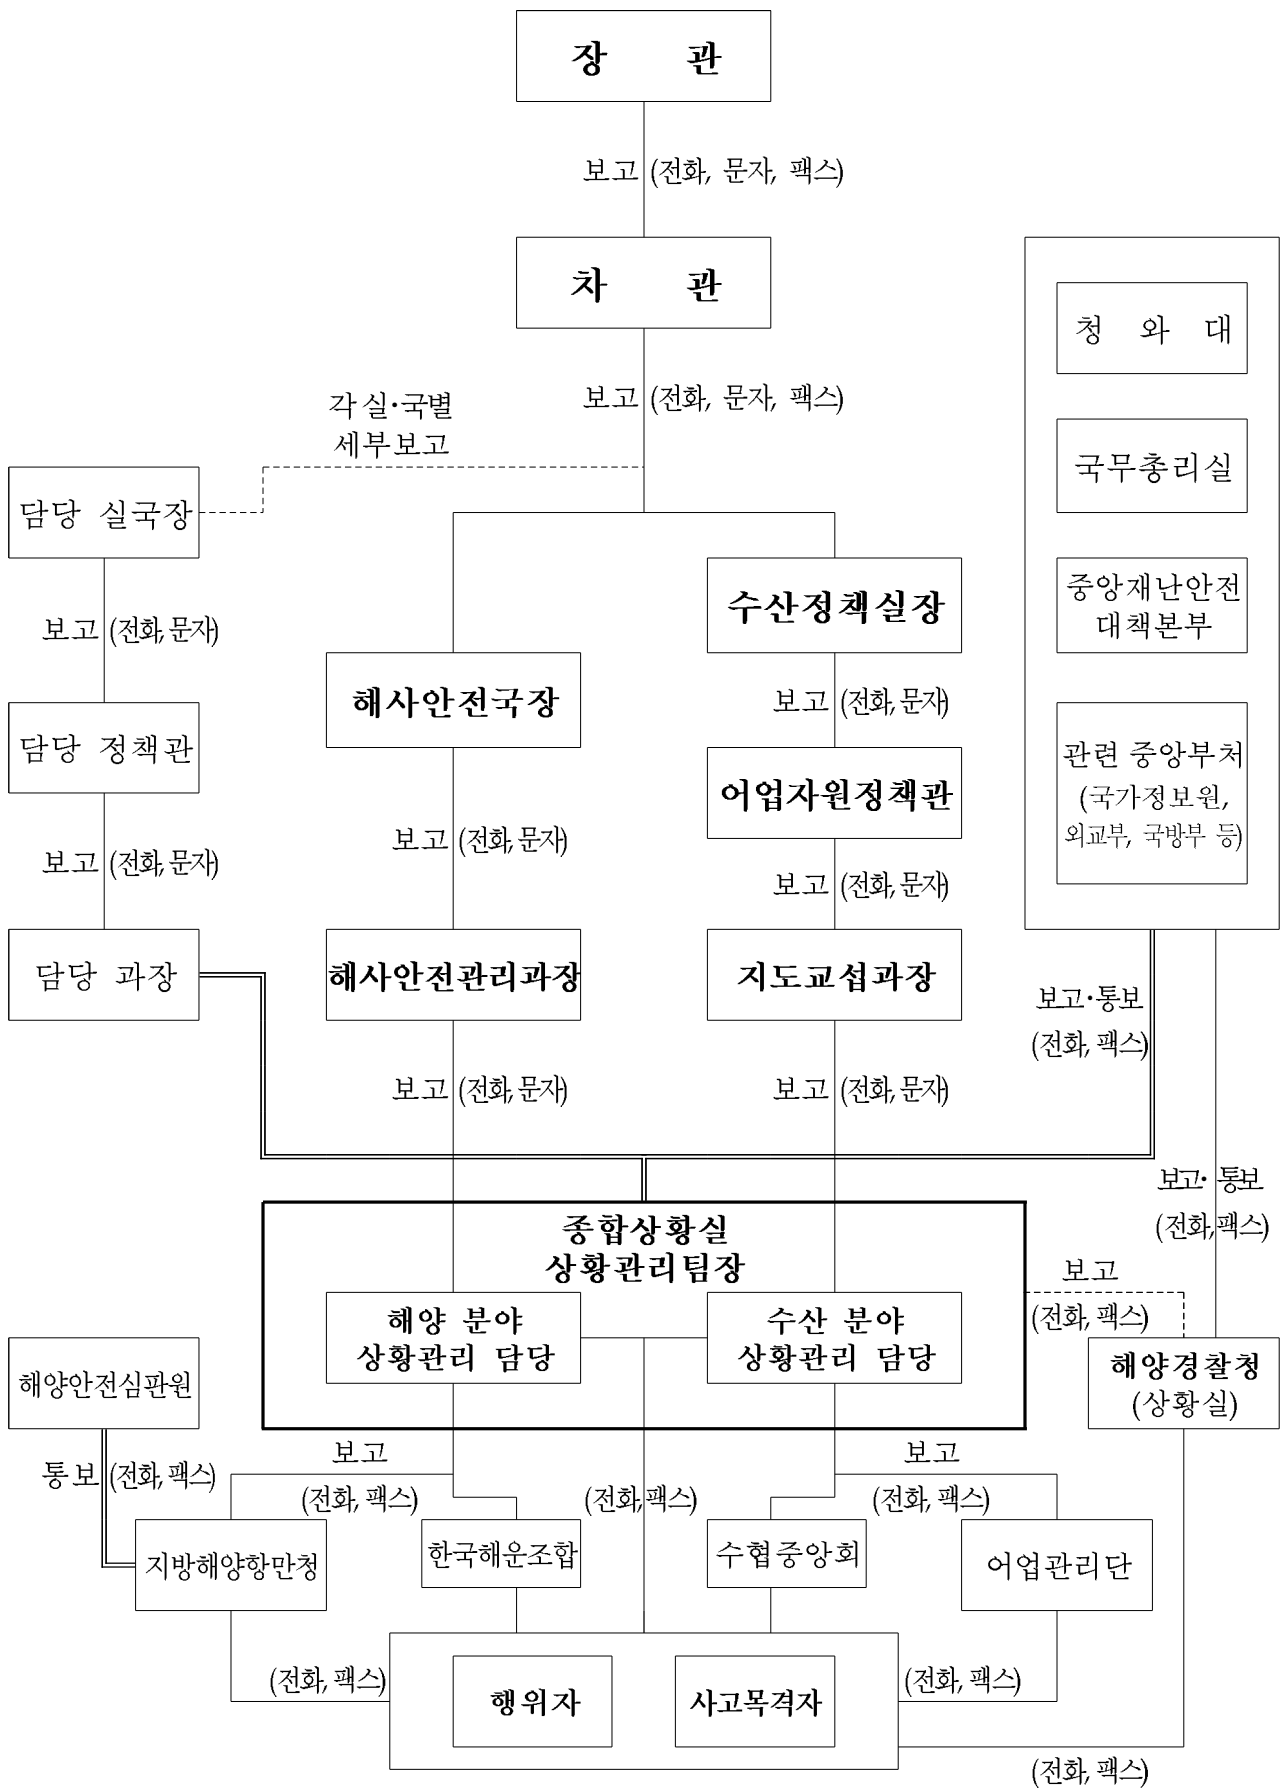 장 관
보고 (전화, 문자, 팩스)
차 관
보고 (전화, 문자, 팩스)
각 실·국별
세부보고
청 와 대
국무총리실
중앙재난안전
대책본부
관련 중앙부처
(국가정보원,
외교부, 국방부 등)
담당 실국장
보고 (전화, 문자)
담당 정책관
보고 (전화, 문자)
담당 과장
해사안전국장
보고 (전화, 문자)
해사안전관리과장
보고 (전화, 문자)
수산정책실장
보고 (전화, 문자)
어업자원정책관
보고 (전화, 문자)
지도교섭과장
보고 (전화, 문자)
보고·통보
(전화, 팩스)
보고· 통보
(전화, 팩스)
종합상황실
상황관리팀장
해양 분야
상황관리 담당
수산 분야
상황관리 담당
보고
(전화, 팩스)
해양경찰청
(상황실)
해양안전심판원
통보 (전화, 팩스)
보고
(전화, 팩스)
(전화, 팩스)
보고
(전화, 팩스)
지방해양항만청
한국해운조합
수협중앙회
어업관리단
(전화, 팩스)
행위자
사고목격자
(전화, 팩스)
(전화, 팩스)